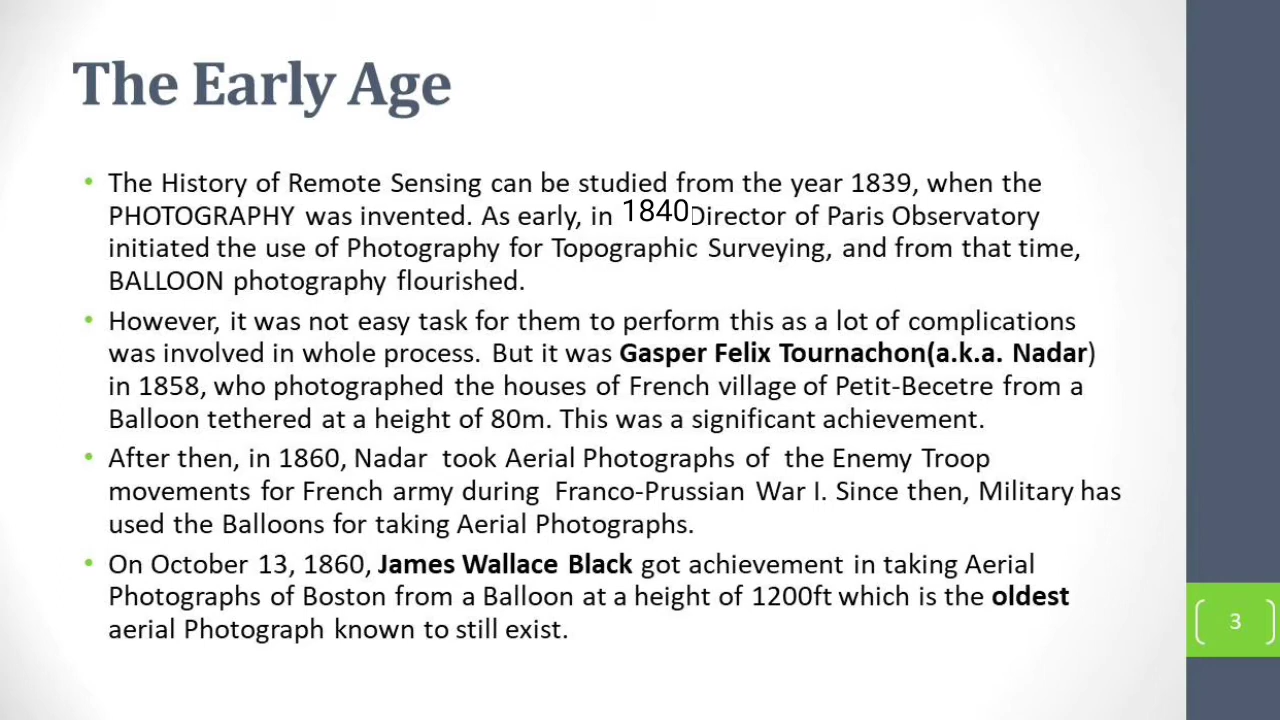 The Early Age
• The History of Remote Sensing can be studied from the year 1839, when the
PHOTOGRAPHY was invented. As early, in 1840 Director of Paris Observatory
initiated the use of Photography for Topographic Surveying, and from that time,
BALLOON photography flourished.
• However, it was not easy task for them to perform this as a lot of complications
was involved in whole process. But it was Gasper Felix Tournachon(a.k.a. Nadar)
in 1858, who photographed the houses of French village of Petit-Becetre from a
Balloon tethered at a height of 80m. This was a significant achievement.
• After then, in 1860, Nadar took Aerial Photographs of the Enemy Troop
movements for French army during Franco-Prussian War I. Since then, Military has
used the Balloons for taking Aerial Photographs.
• On October 13, 1860, James Wallace Black got achievement in taking Aerial
Photographs of Boston from a Balloon at a height of 1200ft which is the oldest
aerial Photograph known to still exist.
3